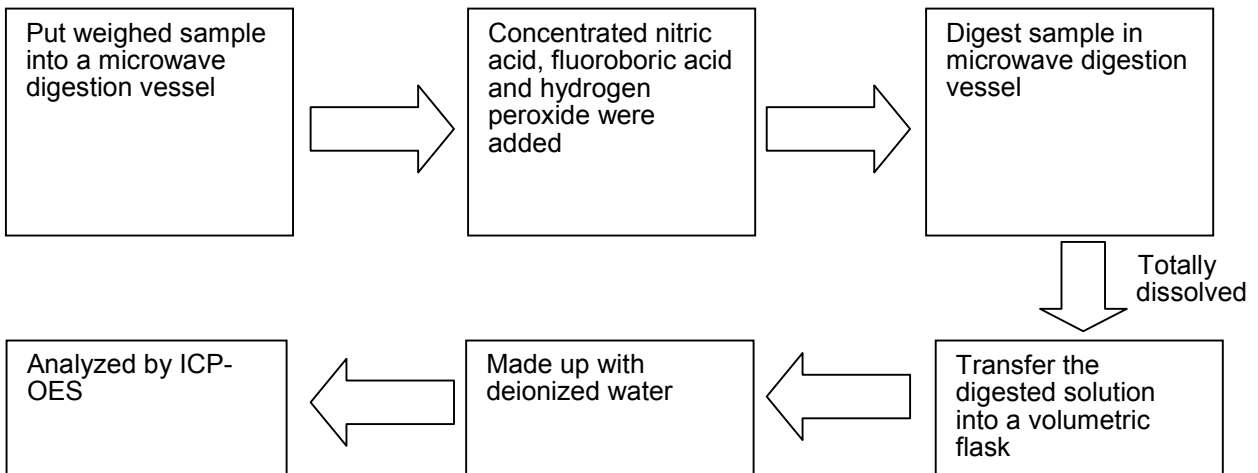 Put weighed sample
into a microwave
digestion vessel
Concentrated nitric
acid, fluoroboric acid
and hydrogen
peroxide were
added
Digest sample in
microwave digestion
vessel
Totally
dissolved
Transfer the
digested solution
into a volumetric
flask
Made up with
deionized water
Analyzed by ICP-
OES